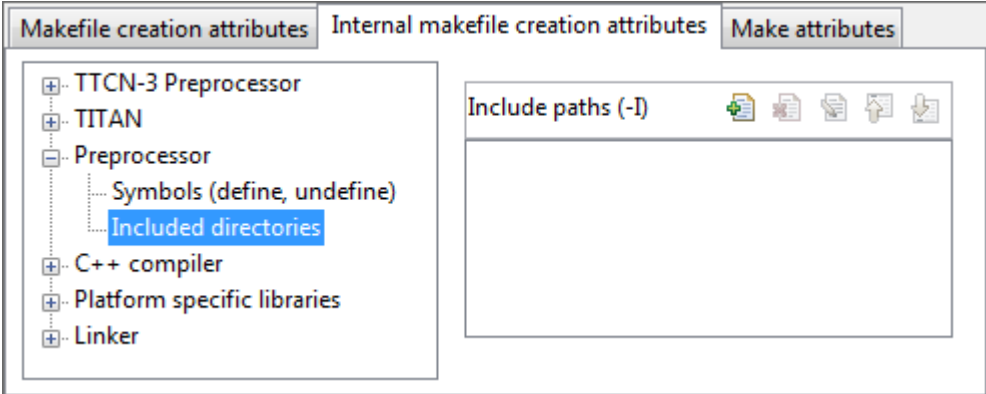 Makefile creation attributes
Internal makefile creation attributes
Make attributes
TTCN-3 Preprocessor
TITAN
Preprocessor
Symbols (define, undefine)
Included directories
C++ compiler
Platform specific libraries
Linker
Include paths (-I)